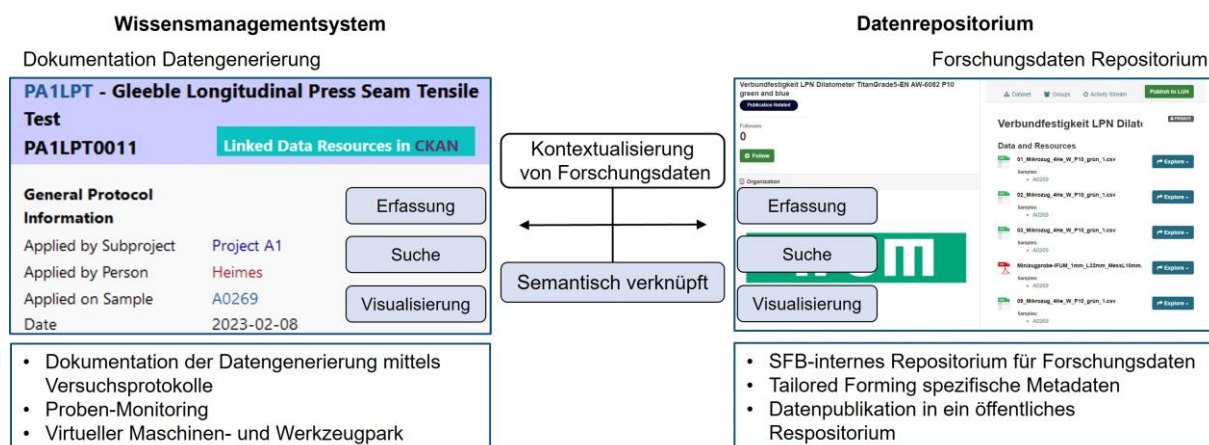 Wissensmanagementsystem
Dokumentation Datengenerierung
PA1LPT - Gleeble Longitudinal Press Seam Tensile
Test
PA1LPT0011
Linked Data Resources in CKAN
General Protocol
Information
Applied by Subproject Project A1
Applied by Person Heimes
Applied on Sample A0269
Date 2023-02-08
Erfassung
Suche
Visualisierung
• Dokumentation der Datengenerierung mittels
Versuchsprotokolle
• Proben-Monitoring
• Virtueller Maschinen- und Werkzeugpark
Kontextualisierung
von Forschungsdaten
Semantisch verknüpft
Datenrepositorium
Forschungsdaten Repositorium
Verbundfestigkeit LPN Dilatometer TitanGrade5-EN AW-6082 P10
green and blue
Publication Related
Followers
0
Follow
Organization
Erfassung
Suche
Visualisierung
Dataset Groups Activity Stream Publish to LUH
PRIVATE
Verbundfestigkeit LPN Dilat
Data and Resources
01_Mikrozug_4He_W_P10_grün_1.csv
Explore
Samples:
A0269
02_Mikrozug_4He_W_P10_grün_1.csv
Explore
Samples:
A0269
03_Mikrozug_4He_W_P10_grün_1.csv
Explore
Samples:
A0269
Minizugprobe-IFUM_1mm_L32mm_MessL10mm.
Explore
Samples:
A0269
09_Mikrozug_4He_W_P10_grün_1.csv
Explore
Samples:
A0269
• SFB-internes Repositorium für Forschungsdaten
• Tailored Forming spezifische Metadaten
• Datenpublikation in ein öffentliches
Respositorium